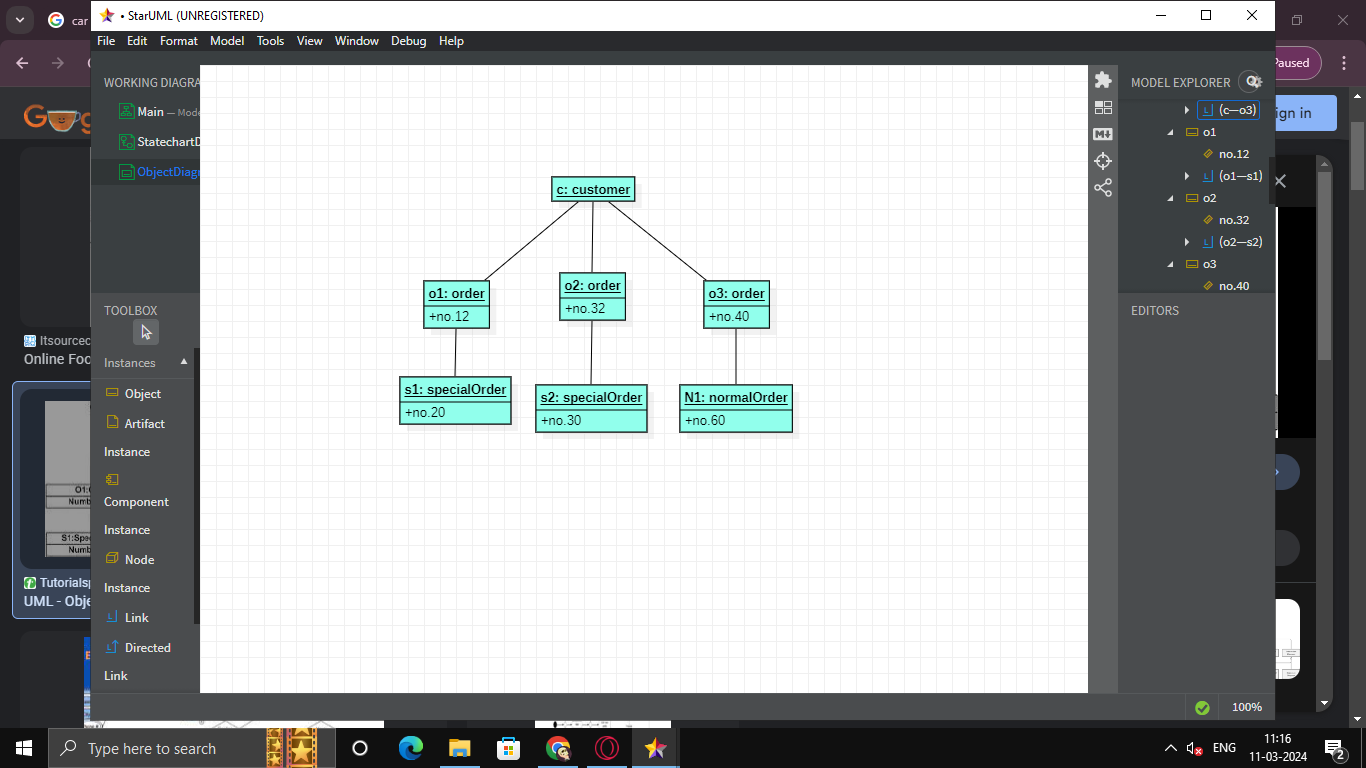 car
• StarUML (UNREGISTERED)
File Edit Format Model Tools View Window Debug Help
Paused
WORKING DIAGRA
Main — Mode
StatechartD
ObjectDiagr
TOOLBOX
Instances
Object
Artifact
Instance
Component
Instance
Node
Instance
Link
Directed
Link
c: customer
o1: order
+no.12
o2: order
+no.32
o3: order
+no.40
s1: specialOrder
+no.20
s2: specialOrder
+no.30
N1: normalOrder
+no.60
MODEL EXPLORER
(c—o3)
o1
no.12
(o1—s1)
o2
no.32
(o2—s2)
o3
no.40
EDITORS
100%
ign in
Itsourcec
Online Foo
O1:
Numb
S1:Spec
Numb
Tutorialsp
UML - Obje
Type here to search
ENG
11:16
11-03-2024
2